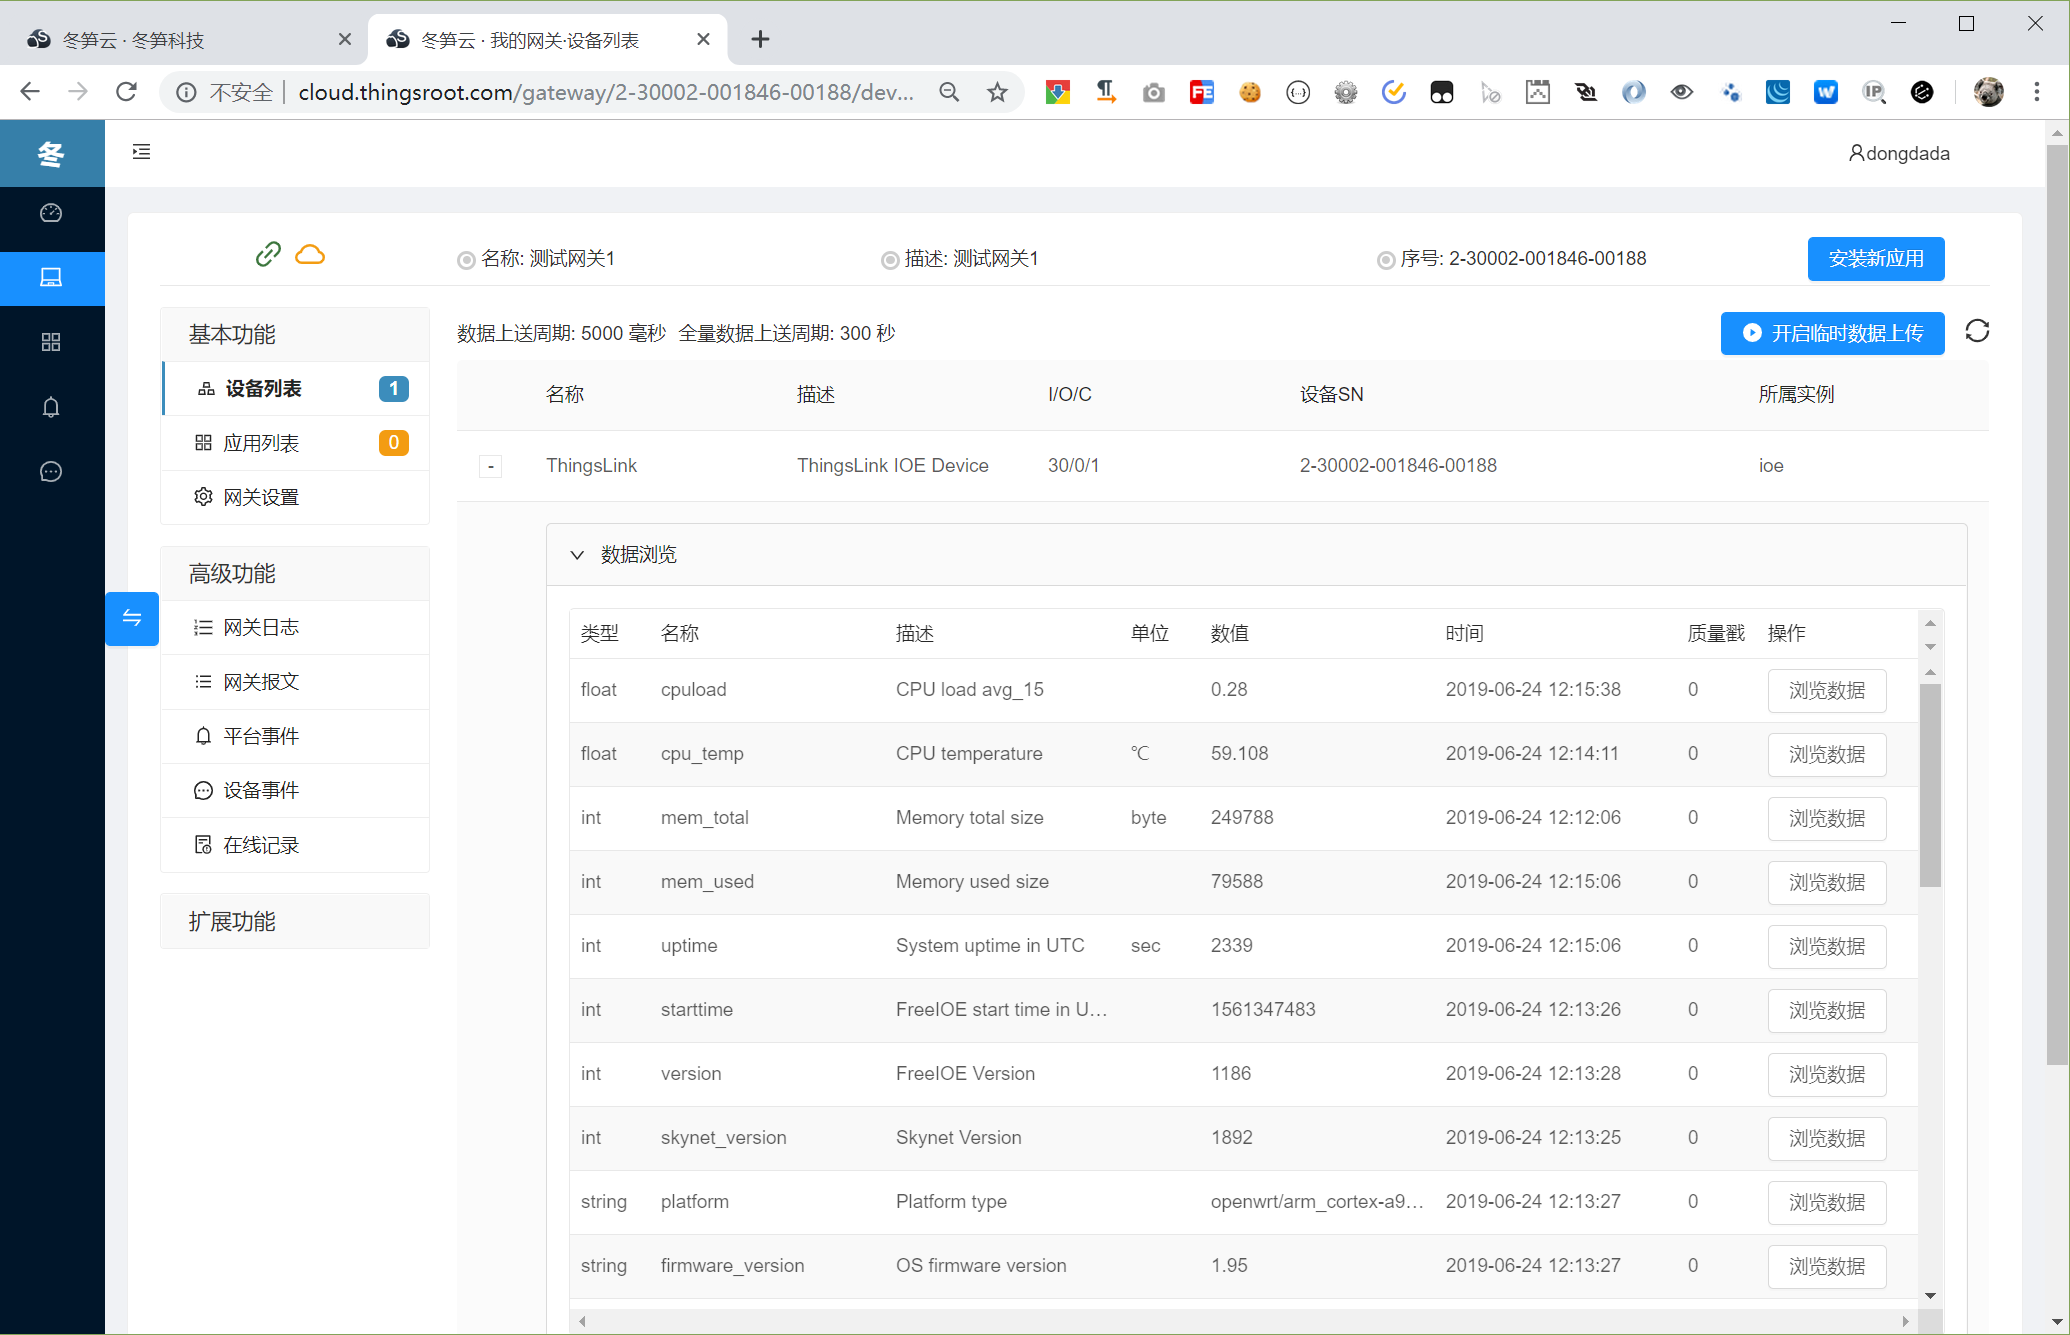 冬笋云 · 冬笋科技
冬笋云 · 我的网关·设备列表
不安全 cloud.thingsroot.com/gateway/2-30002-001846-00188/dev...
冬
dongdada
名称: 测试网关1 描述: 测试网关1 序号: 2-30002-001846-00188 安装新应用
基本功能
设备列表 1
应用列表 0
网关设置
高级功能
网关日志
网关报文
平台事件
设备事件
在线记录
扩展功能
数据上送周期: 5000 毫秒 全量数据上送周期: 300 秒 开启临时数据上传
名称 描述 I/O/C 设备SN 所属实例
- ThingsLink ThingsLink IOE Device 30/0/1 2-30002-001846-00188 ioe
数据浏览
类型 名称 描述 单位 数值 时间 质量戳 操作
float cpuload CPU load avg_15 0.28 2019-06-24 12:15:38 0 浏览数据
float cpu_temp CPU temperature ℃ 59.108 2019-06-24 12:14:11 0 浏览数据
int mem_total Memory total size byte 249788 2019-06-24 12:12:06 0 浏览数据
int mem_used Memory used size 79588 2019-06-24 12:15:06 0 浏览数据
int uptime System uptime in UTC sec 2339 2019-06-24 12:15:06 0 浏览数据
int starttime FreeIOE start time in U... 1561347483 2019-06-24 12:13:26 0 浏览数据
int version FreeIOE Version 1186 2019-06-24 12:13:28 0 浏览数据
int skynet_version Skynet Version 1892 2019-06-24 12:13:25 0 浏览数据
string platform Platform type openwrt/arm_cortex-a9... 2019-06-24 12:13:27 0 浏览数据
string firmware_version OS firmware version 1.95 2019-06-24 12:13:27 0 浏览数据